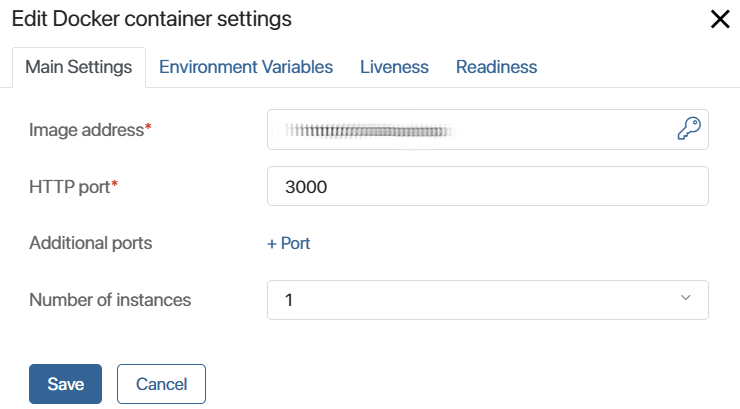 Edit Docker container settings
Main Settings Environment Variables Liveness Readiness
Image address*
HTTP port* 3000
Additional ports + Port
Number of instances 1
Save Cancel